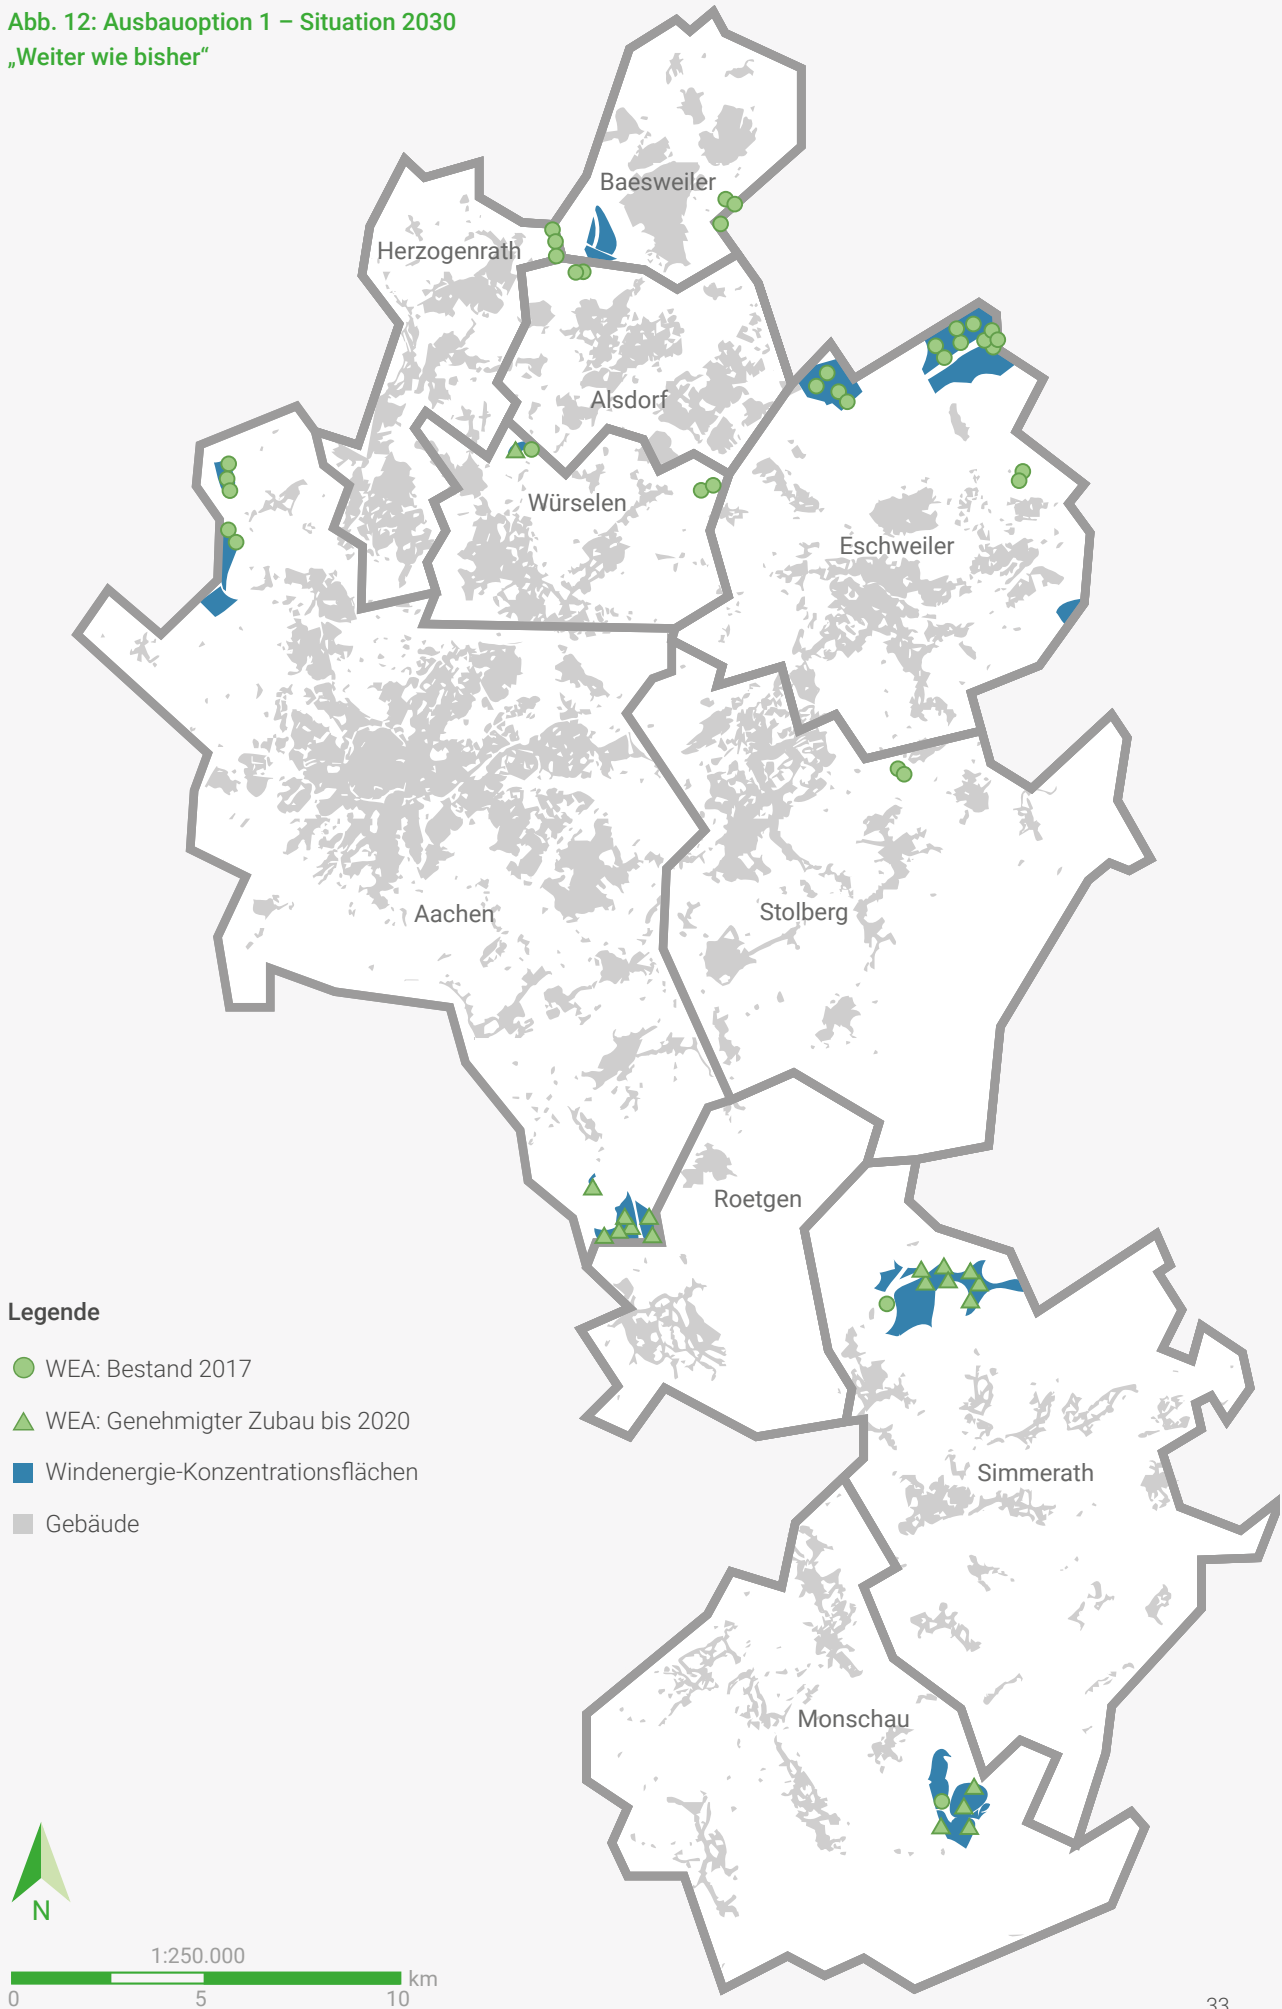 Abb. 12: Ausbauoption 1 – Situation 2030
„Weiter wie bisher“
Baesweiler
Herzogenrath
Alsdorf
Würselen
Eschweiler
Aachen
Stolberg
Roetgen
Legende
WEA: Bestand 2017
WEA: Genehmigter Zubau bis 2020
Windenergie-Konzentrationsflächen
Gebäude
Simmerath
Monschau
N
1:250.000
km
0 5 10
33